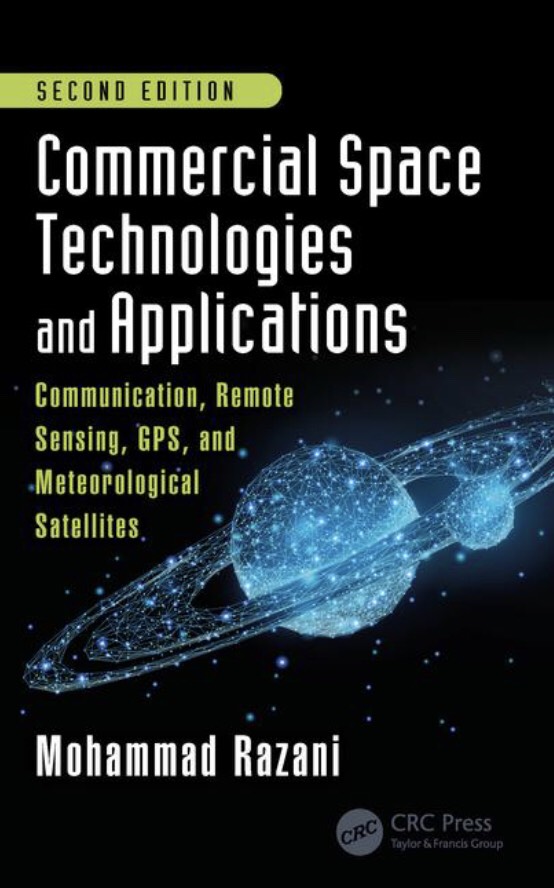 SECOND EDITION
Commercial Space
Technologies
and Applications
Communication, Remote
Sensing, GPS, and
Meteorological
Satellites
Mohammad Razani
CRC CRC Press
Taylor & Francis Group